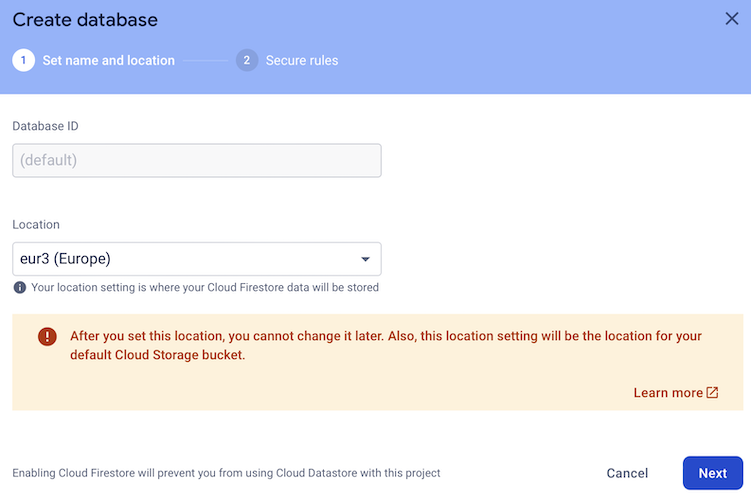 Create database
1 Set name and location 2 Secure rules
Database ID
(default)
Location
eur3 (Europe)
Your location setting is where your Cloud Firestore data will be stored
After you set this location, you cannot change it later. Also, this location setting will be the location for your
default Cloud Storage bucket.
Learn more
Enabling Cloud Firestore will prevent you from using Cloud Datastore with this project
Cancel
Next